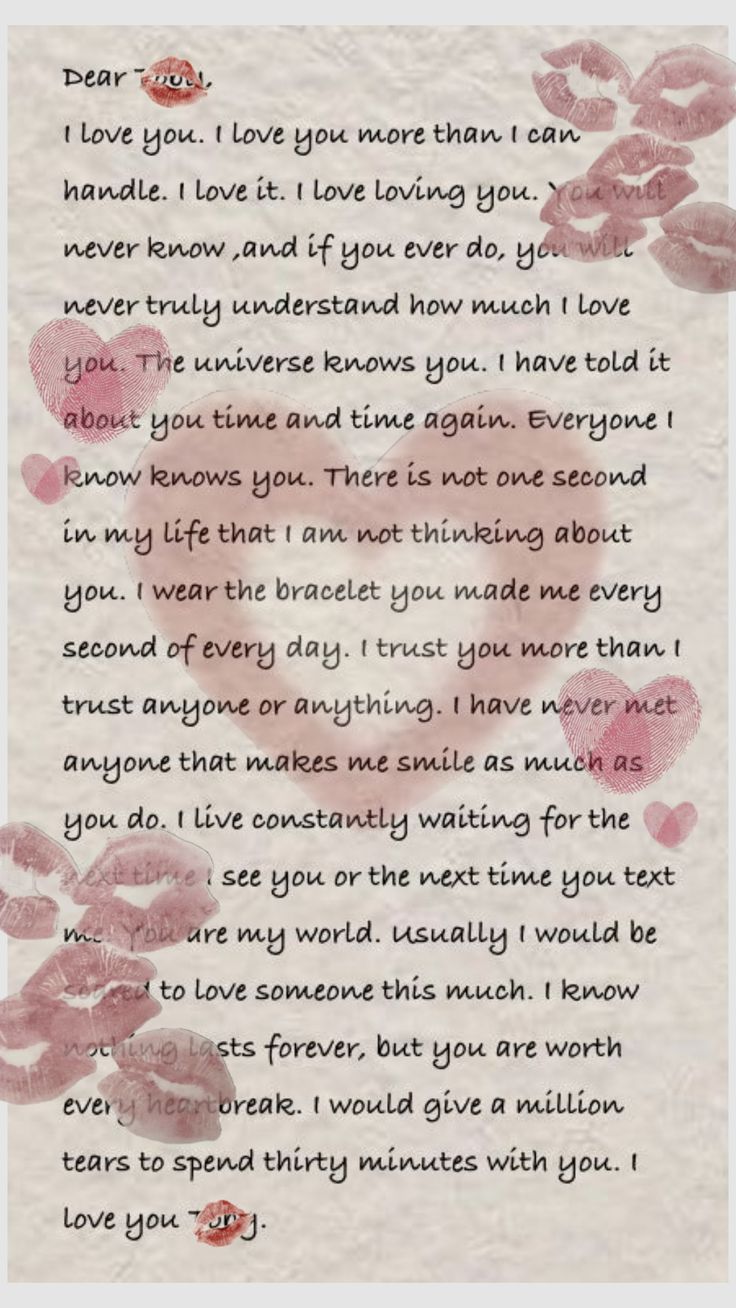 Dear
I love you. I love you more than I can
handle. I love it. I love loving you. You will
never know ,and if you ever do, you will
never truly understand how much I love
you. The universe knows you. I have told it
about you time and time again. Everyone I
know knows you. There is not one second
in my life that I am not thinking about
you. I wear the bracelet you made me every
second of every day. I trust you more than I
trust anyone or anything. I have never met
anyone that makes me smile as much as
you do. I live constantly waiting for the
next time I see you or the next time you text
me. You are my world. Usually I would be
scared to love someone this much. I know
nothing lasts forever, but you are worth
every heartbreak. I would give a million
tears to spend thirty minutes with you. I
love you